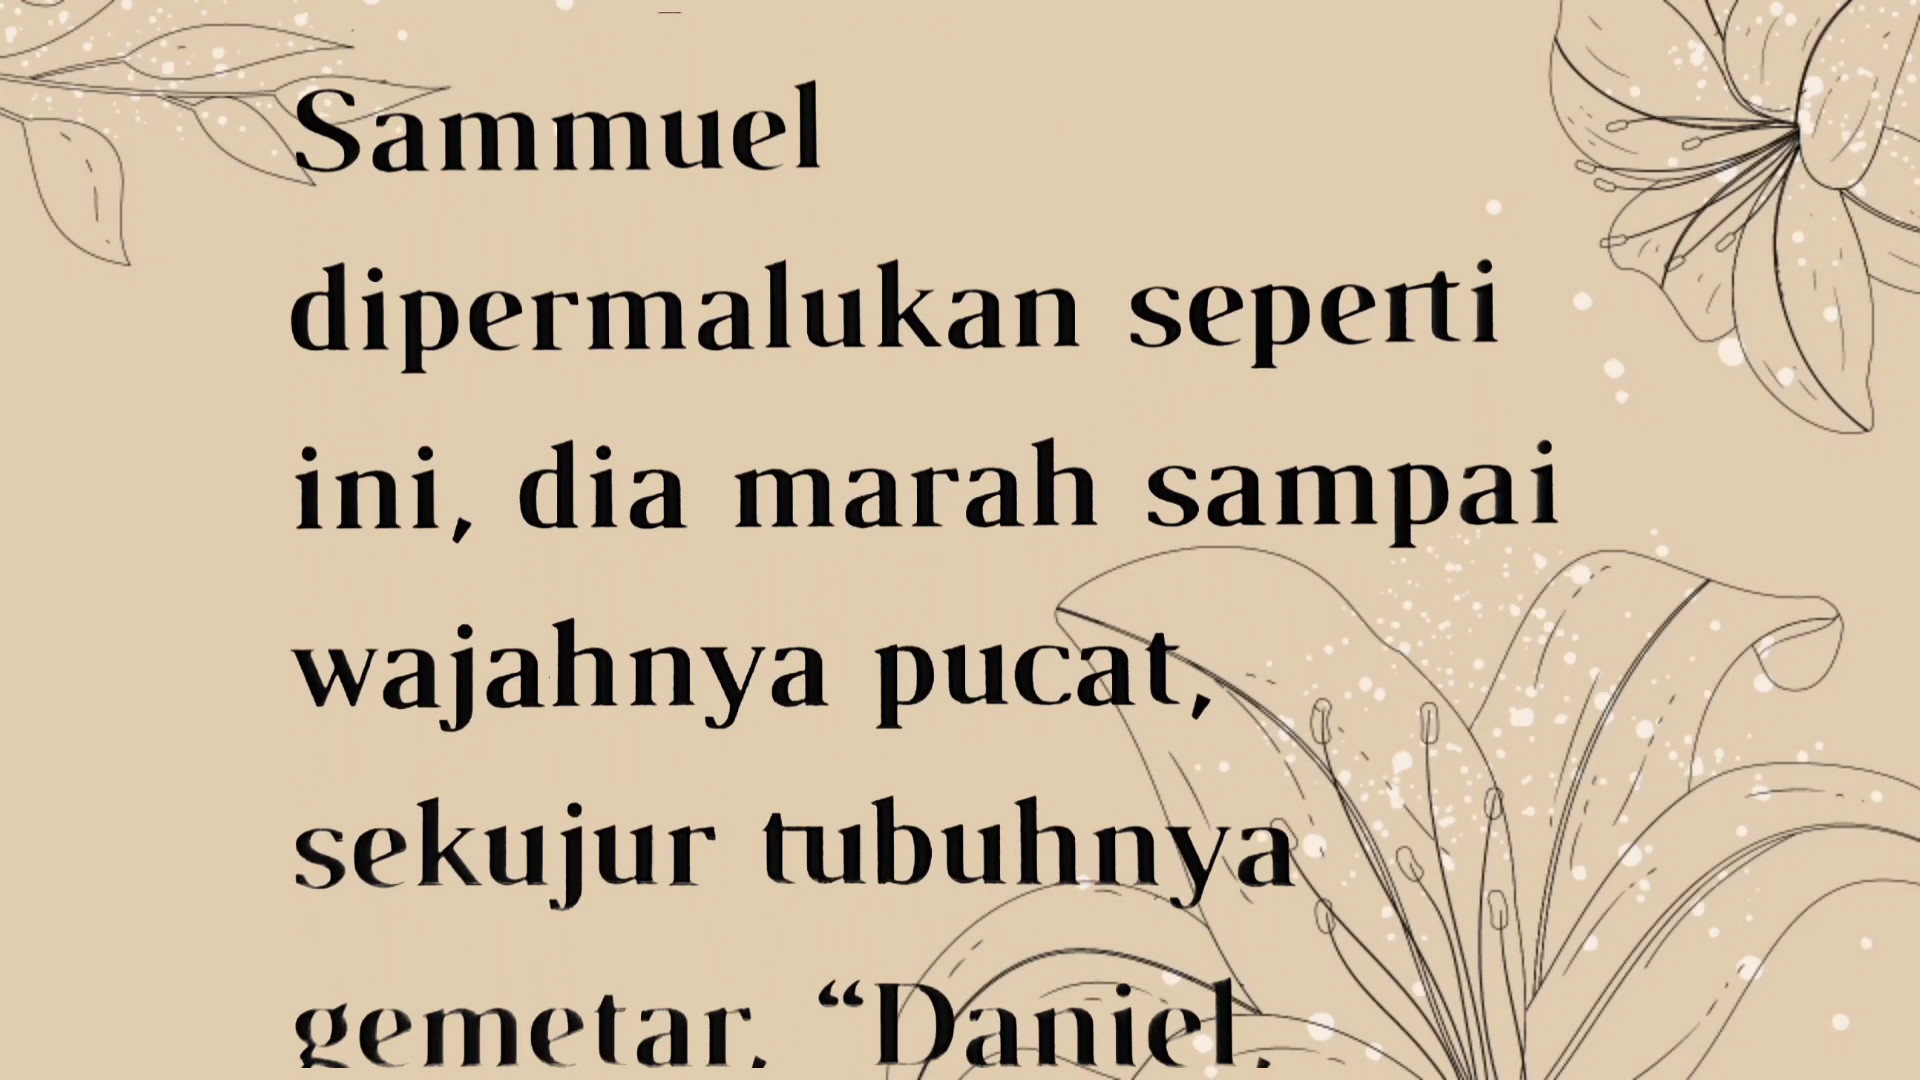 Sammuel
dipermalukan seperti
ini, dia marah sampai
wajahnya pucat,
sekujur tubuhnya
gemetar. “Daniel,